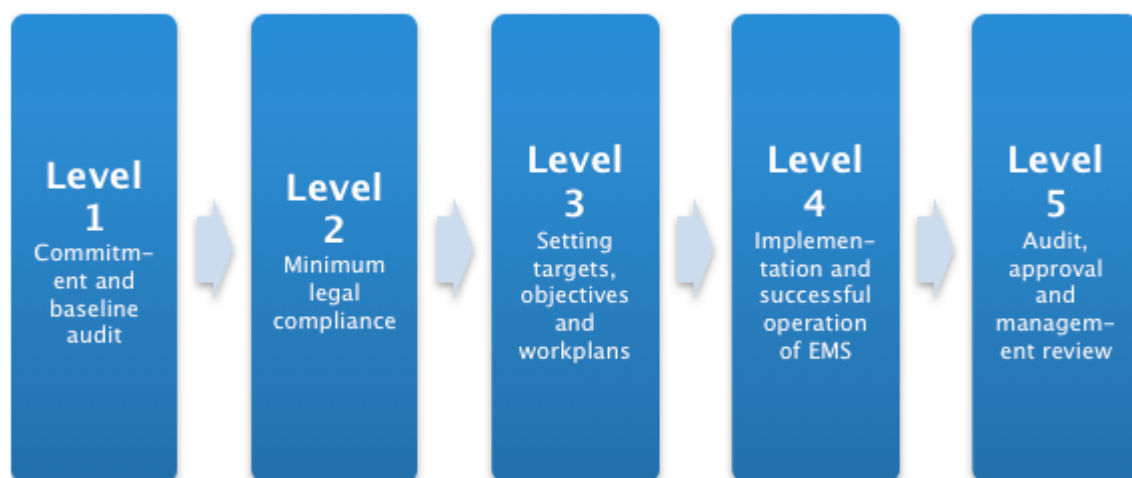 Level
1
Commitm-
ent and
baseline
audit
Level
2
Minimum
legal
compliance
Level
3
Setting
targets,
objectives
and
workplans
Level
4
Implemen-
tation and
successful
operation
of EMS
Level
5
Audit,
approval
and
managem-
ent review